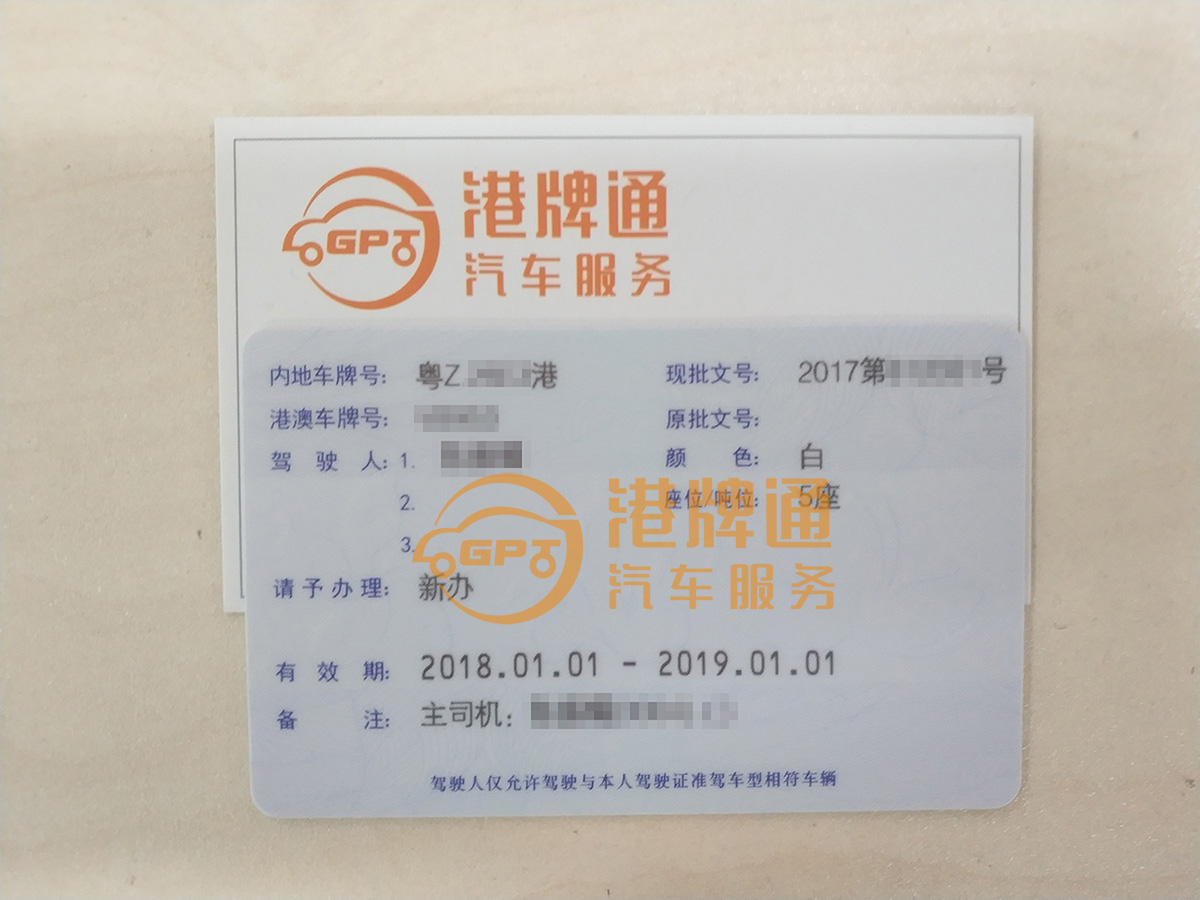 GPT
港牌通
汽车服务
内地车牌号: 粤Z 港
现批文号: 2017第 号
港澳车牌号:
原批文号:
驾驶人: 1.
颜色: 白
2.
座位/吨位: 5座
3.
GPT
港牌通
汽车服务
请予办理: 新办
有效期: 2018.01.01 - 2019.01.01
备注: 主司机:
驾驶人仅允许驾驶与本人驾驶证准驾车型相符车辆